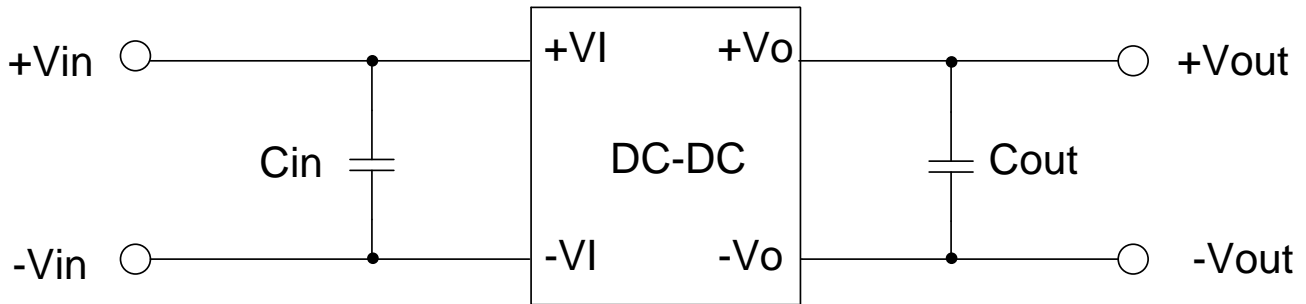 +Vin
+VI
+Vo
+Vout
Cin
DC-DC
Cout
-Vin
-VI
-Vo
-Vout